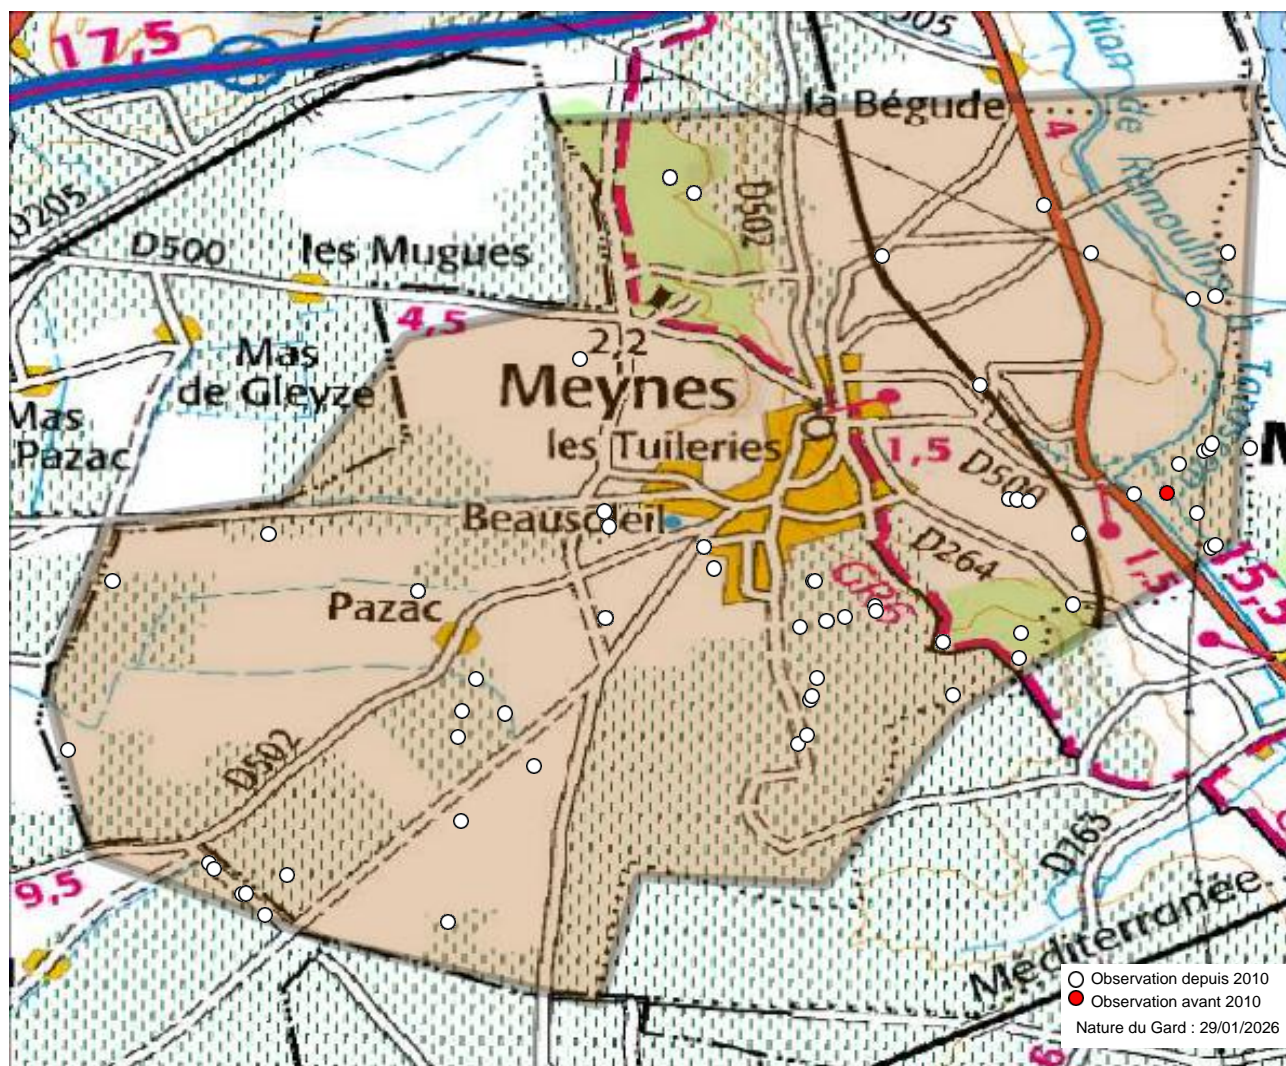 17,5
505
la Bégude
4
D205
D500
les Mugues
D502
4,5
Mas
de Gleyze
2,2
Meynes
Mas
Pazac
les Tuileries
1,5
D500
Beausoleil
D264
GR6
1,5
15,5
Pazac
D502
D163
9,5
Méditerranée
Observation depuis 2010
Observation avant 2010
Nature du Gard : 29/01/2026